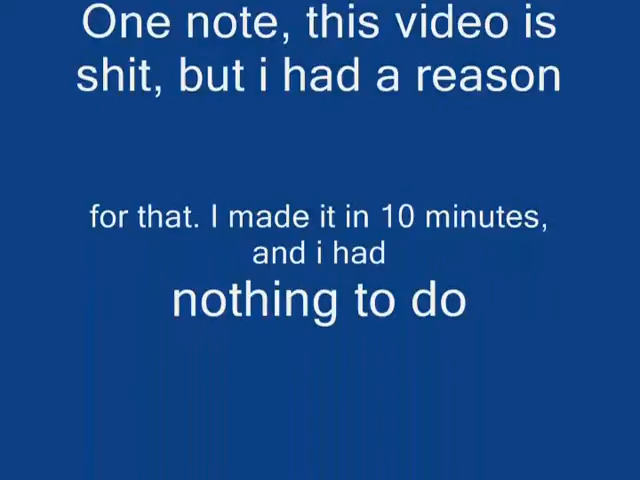 One note, this video is
shit, but i had a reason
for that. I made it in 10 minutes,
and i had
nothing to do